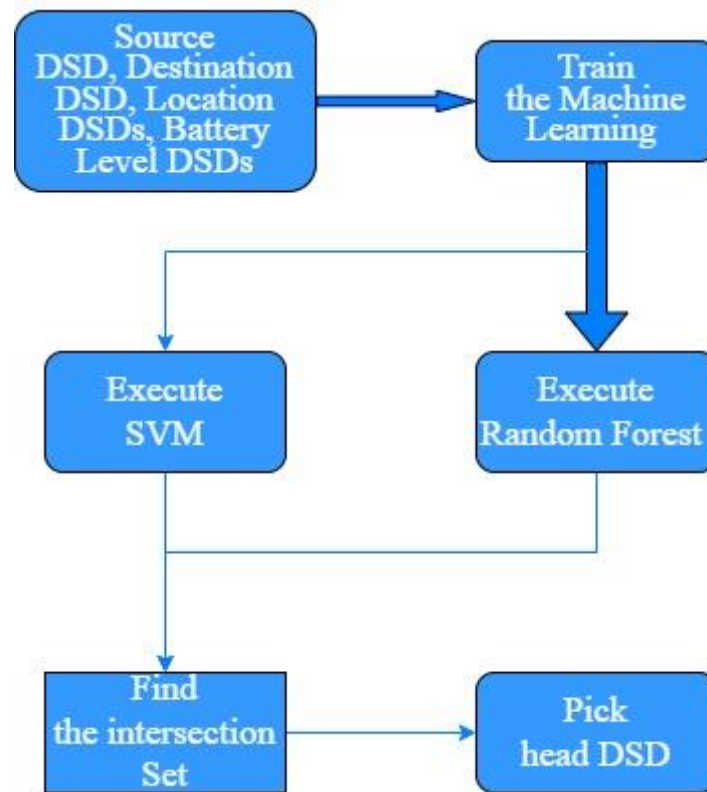 Source
DSD, Destination
DSD, Location
DSDs, Battery
Level DSDs
Train
the Machine
Learning
Execute
SVM
Execute
Random Forest
Find
the intersection
Set
Pick
head DSD